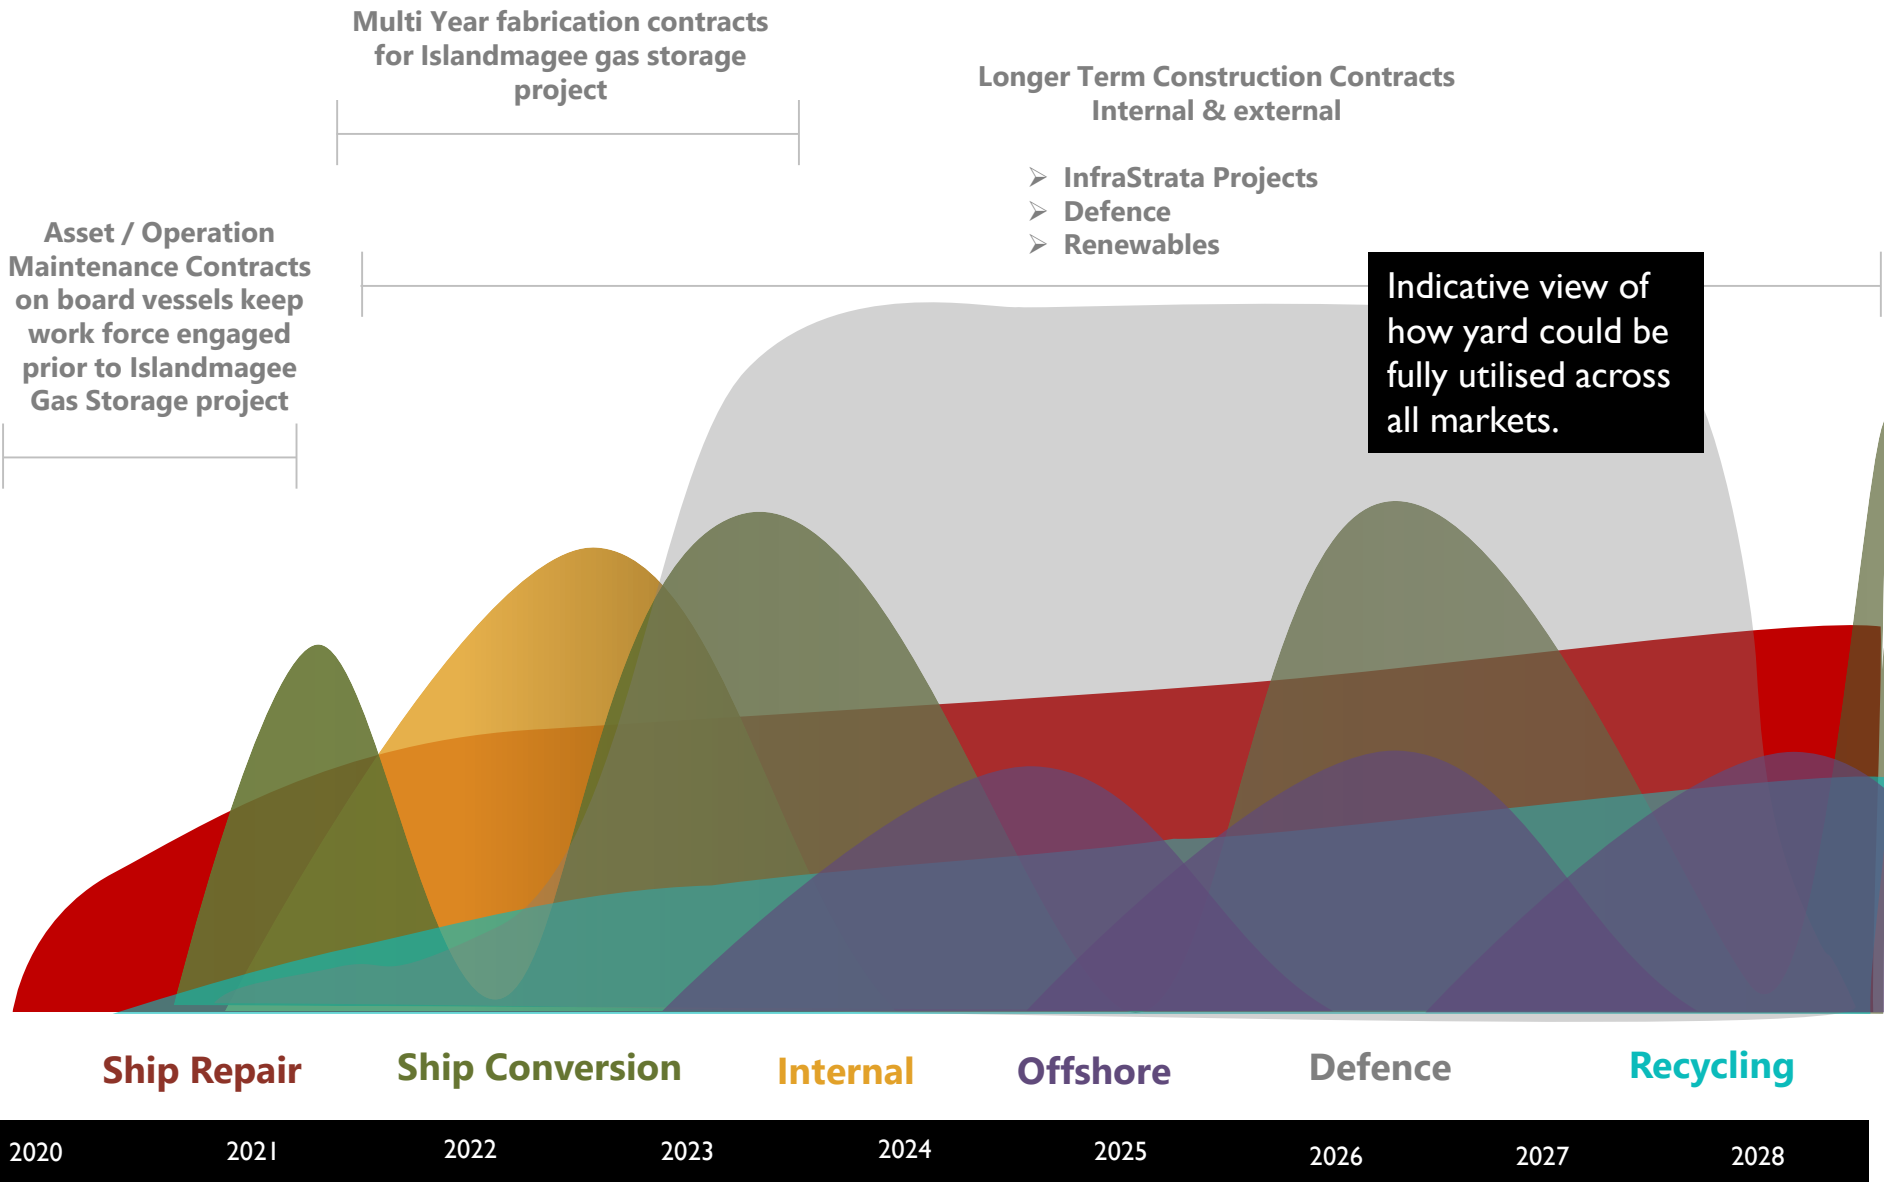 Multi Year fabrication contracts
for Islandmagee gas storage
project
Longer Term Construction Contracts
Internal & external
➢ InfraStrata Projects
➢ Defence
➢ Renewables
Asset / Operation
Maintenance Contracts
on board vessels keep
work force engaged
prior to Islandmagee
Gas Storage project
Indicative view of
how yard could be
fully utilised across
all markets.
Ship Repair Ship Conversion Internal Offshore Defence Recycling
2020 2021 2022 2023 2024 2025 2026 2027 2028